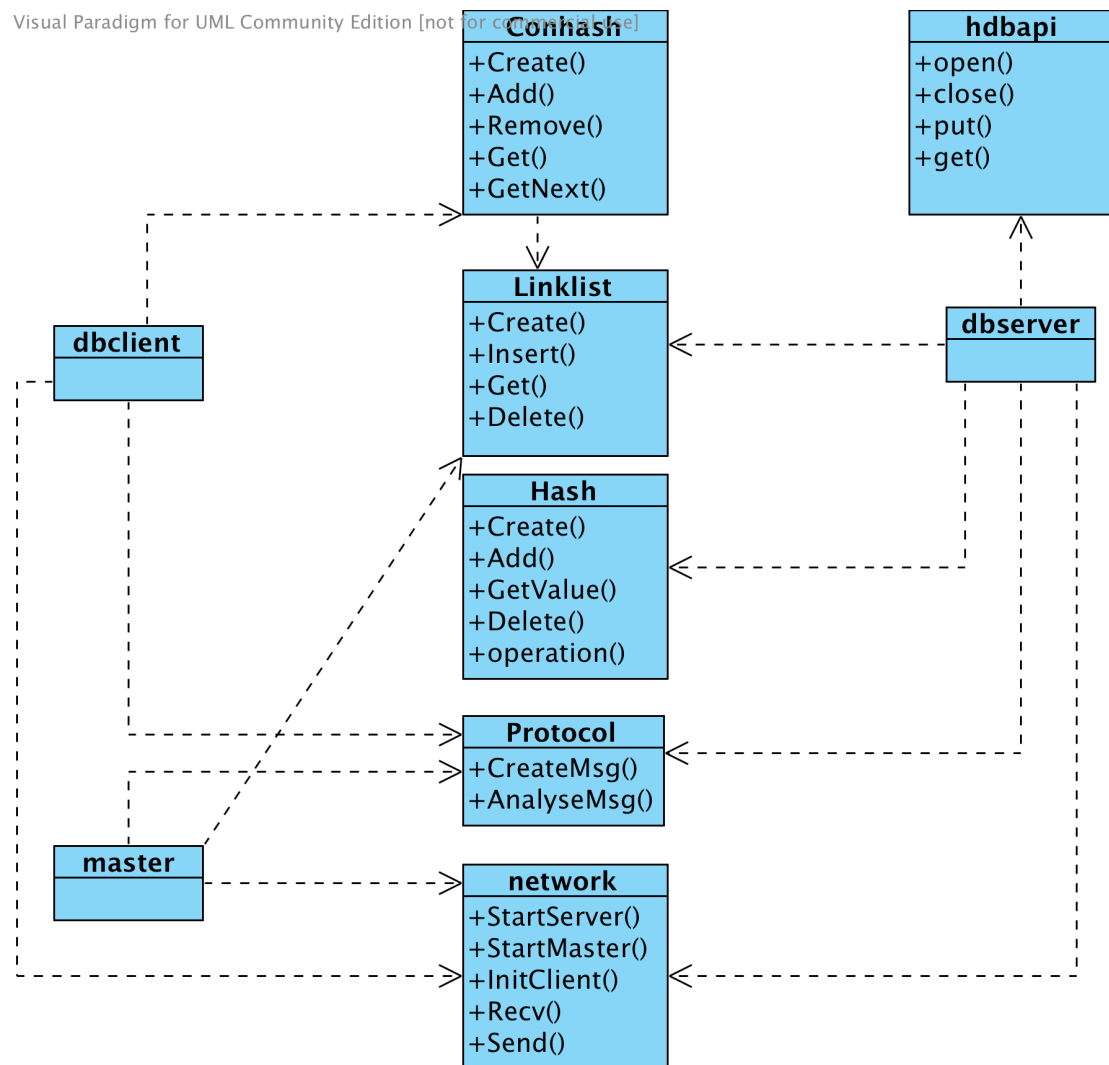 Visual Paradigm for UML Community Edition [not for commercial use]
Conhash
+Create()
+Add()
+Remove()
+Get()
+GetNext()
hdbapi
+open()
+close()
+put()
+get()
Linklist
+Create()
+Insert()
+Get()
+Delete()
dbclient
dbserver
Hash
+Create()
+Add()
+GetValue()
+Delete()
+operation()
Protocol
+CreateMsg()
+AnalyseMsg()
master
network
+StartServer()
+StartMaster()
+InitClient()
+Recv()
+Send()